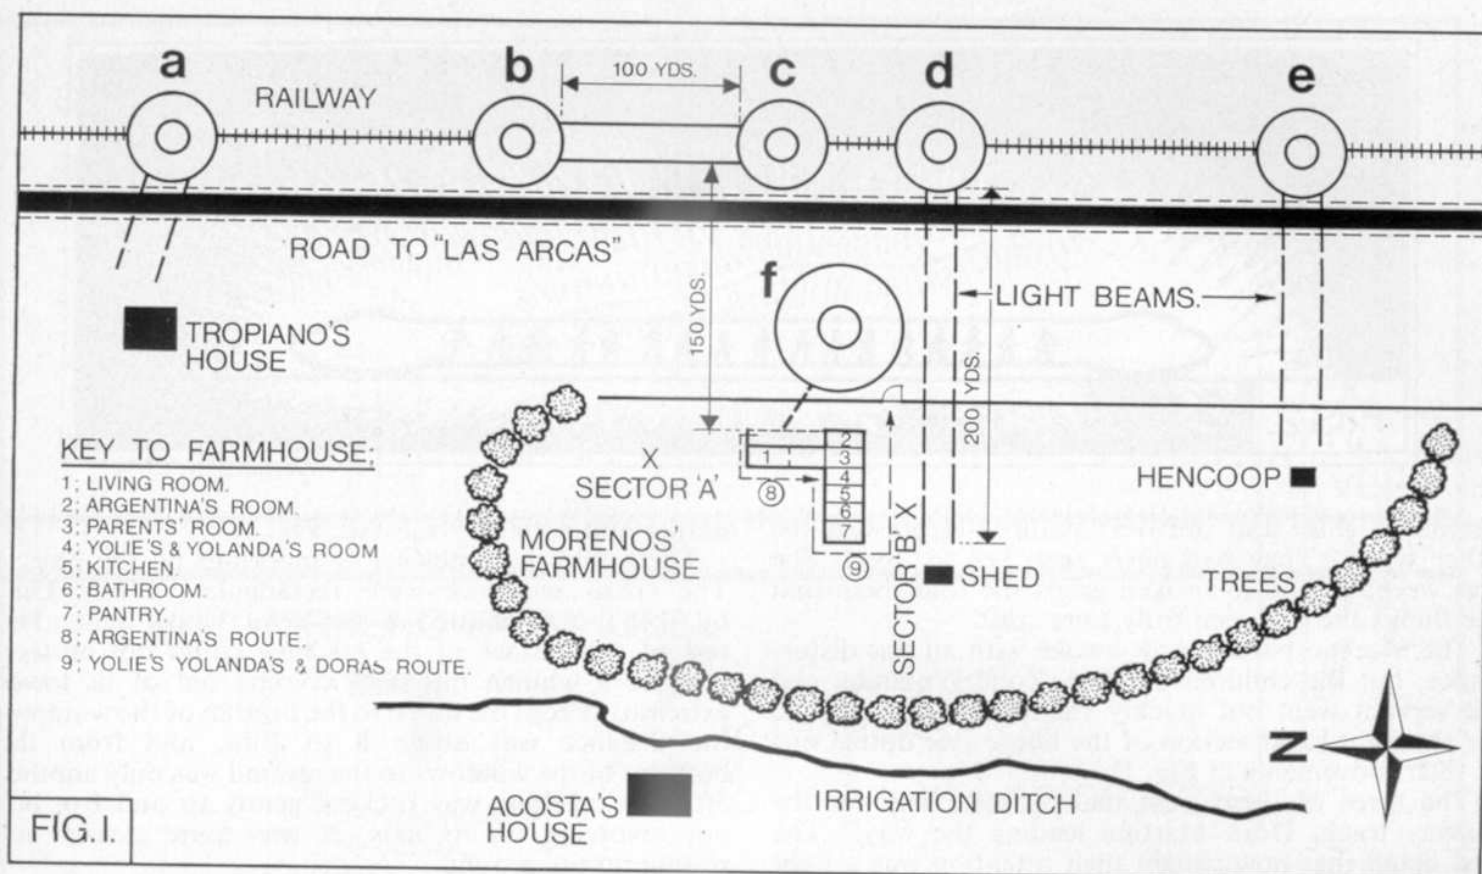 a b c d e
100 YDS.
RAILWAY
ROAD TO "LAS ARCAS"
f
LIGHT BEAMS.
150 YDS.
200 YDS.
TROPIANO'S
HOUSE
KEY TO FARMHOUSE:
1; LIVING ROOM.
2; ARGENTINA'S ROOM.
3; PARENTS' ROOM.
4; YOLIE'S & YOLANDA'S ROOM
5; KITCHEN.
6; BATHROOM.
7; PANTRY.
8; ARGENTINA'S ROUTE.
9; YOLIE'S YOLANDA'S & DORAS ROUTE.
X
SECTOR 'A'
MORENOS'
FARMHOUSE
1
2
3
4
5
6
7
8
9
SECTOR 'B' X
SHED
HENCOOP
TREES
N
ACOSTA'S
HOUSE
IRRIGATION DITCH
FIG.1.